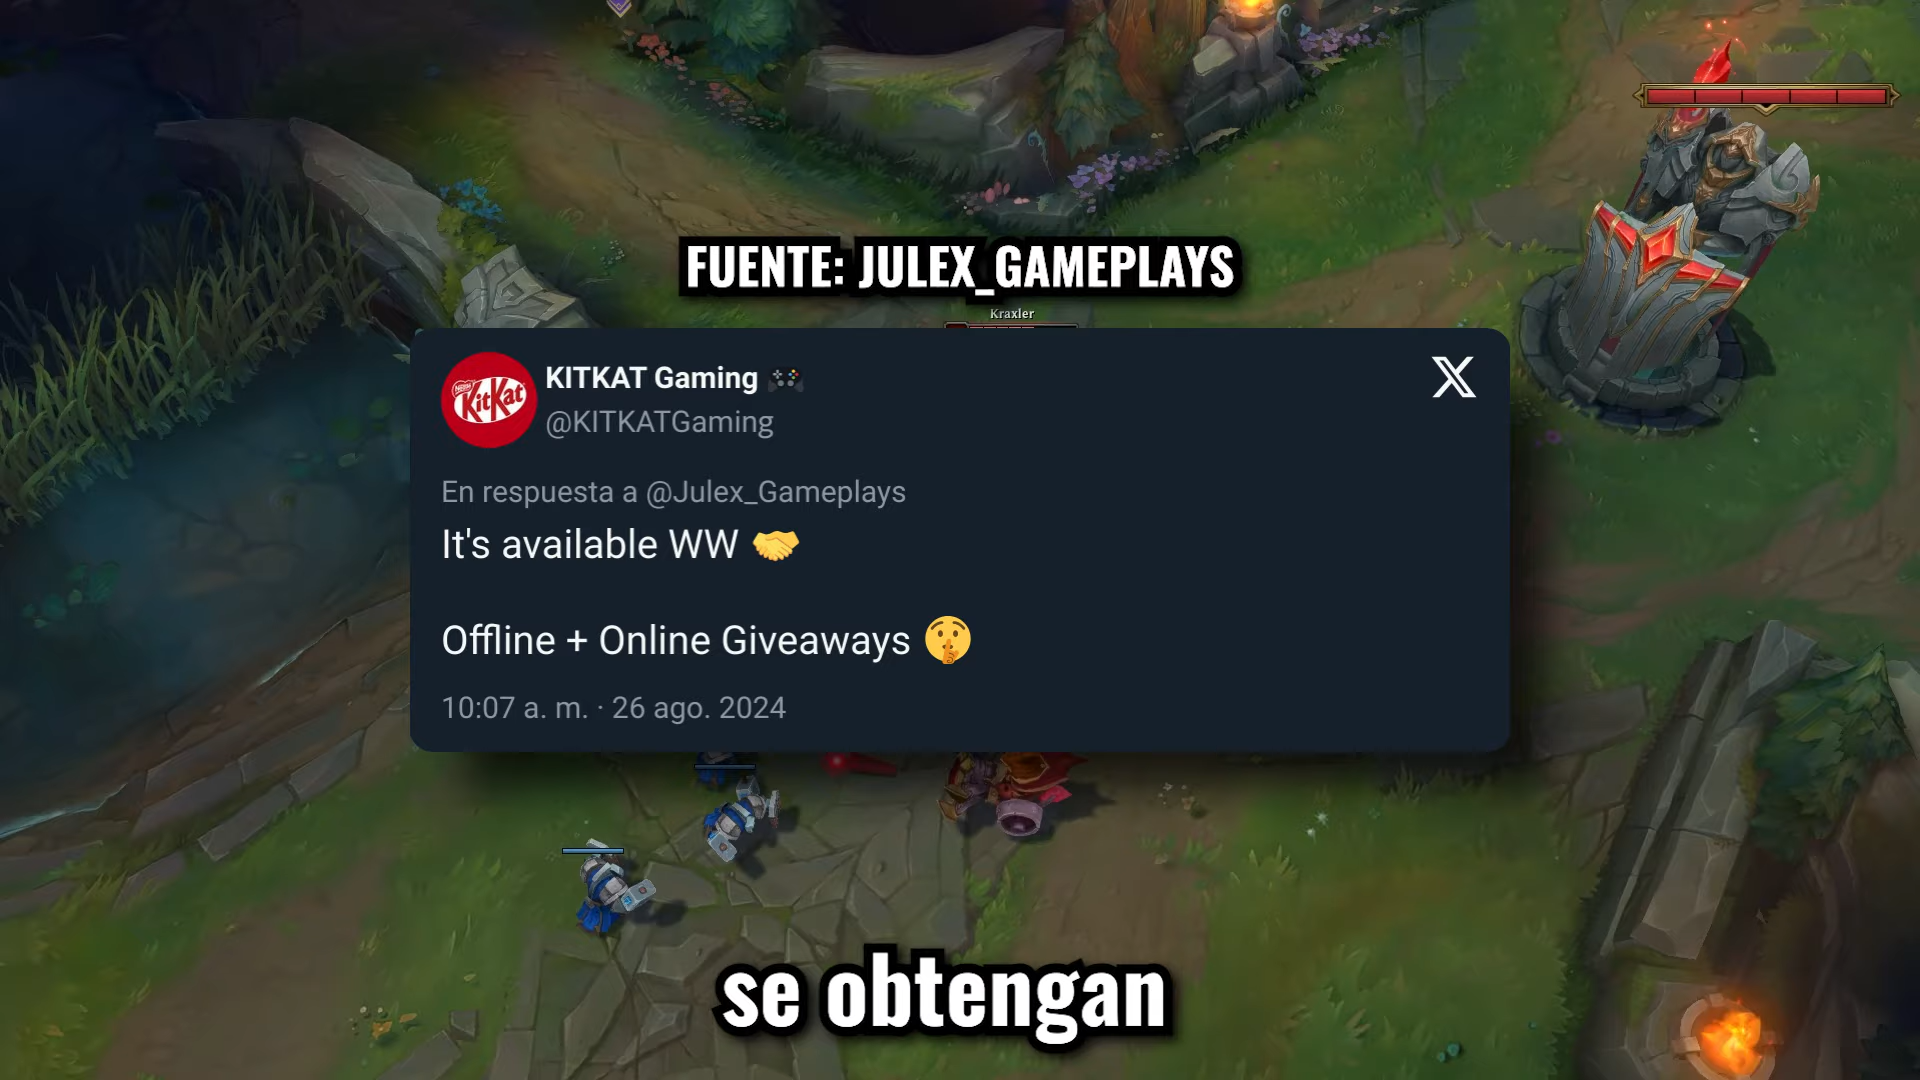 FUENTE: JULEX_GAMEPLAYS
Kraxler
Nestlé
KitKat
KITKAT Gaming 🎮
@KITKATGaming
En respuesta a @Julex_Gameplays
It's available WW 🤝
Offline + Online Giveaways 🤫
10:07 a. m. · 26 ago. 2024
se obtengan